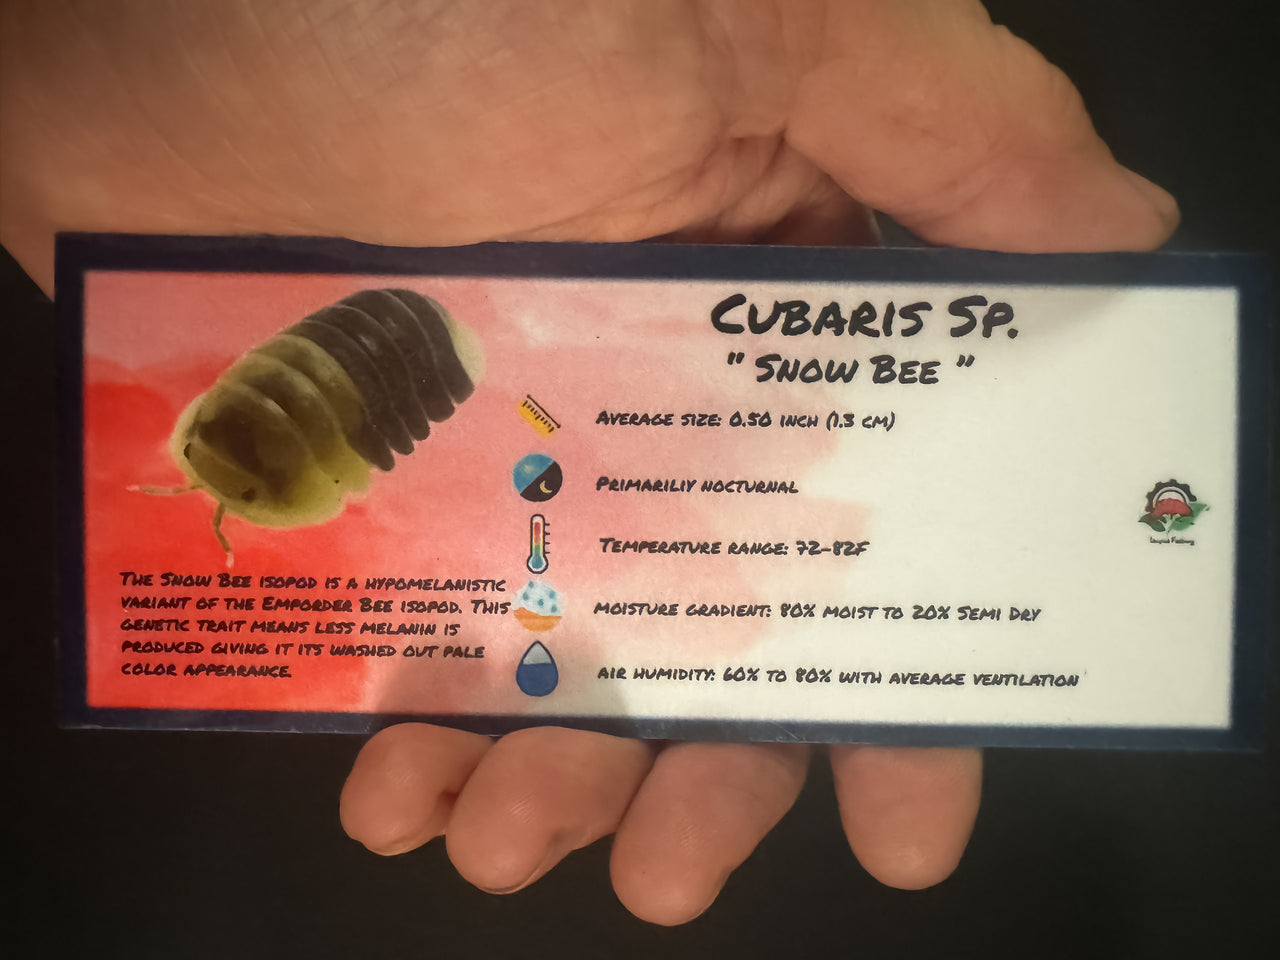 CUBARIS SP.
" SNOW BEE "
AVERAGE SIZE: 0.50 INCH (1.3 CM)
PRIMARILIY NOCTURNAL
TEMPERATURE RANGE: 72-82F
MOISTURE GRADIENT: 80% MOIST TO 20% SEMI DRY
AIR HUMIDITY: 60% TO 80% WITH AVERAGE VENTILATION
THE SNOW BEE ISOPOD IS A HYPOMELANISTIC
VARIANT OF THE EMPORDER BEE ISOPOD. THIS
GENETIC TRAIT MEANS LESS MELANIN IS
PRODUCED GIVING IT ITS WASHED OUT PALE
COLOR APPEARANCE.